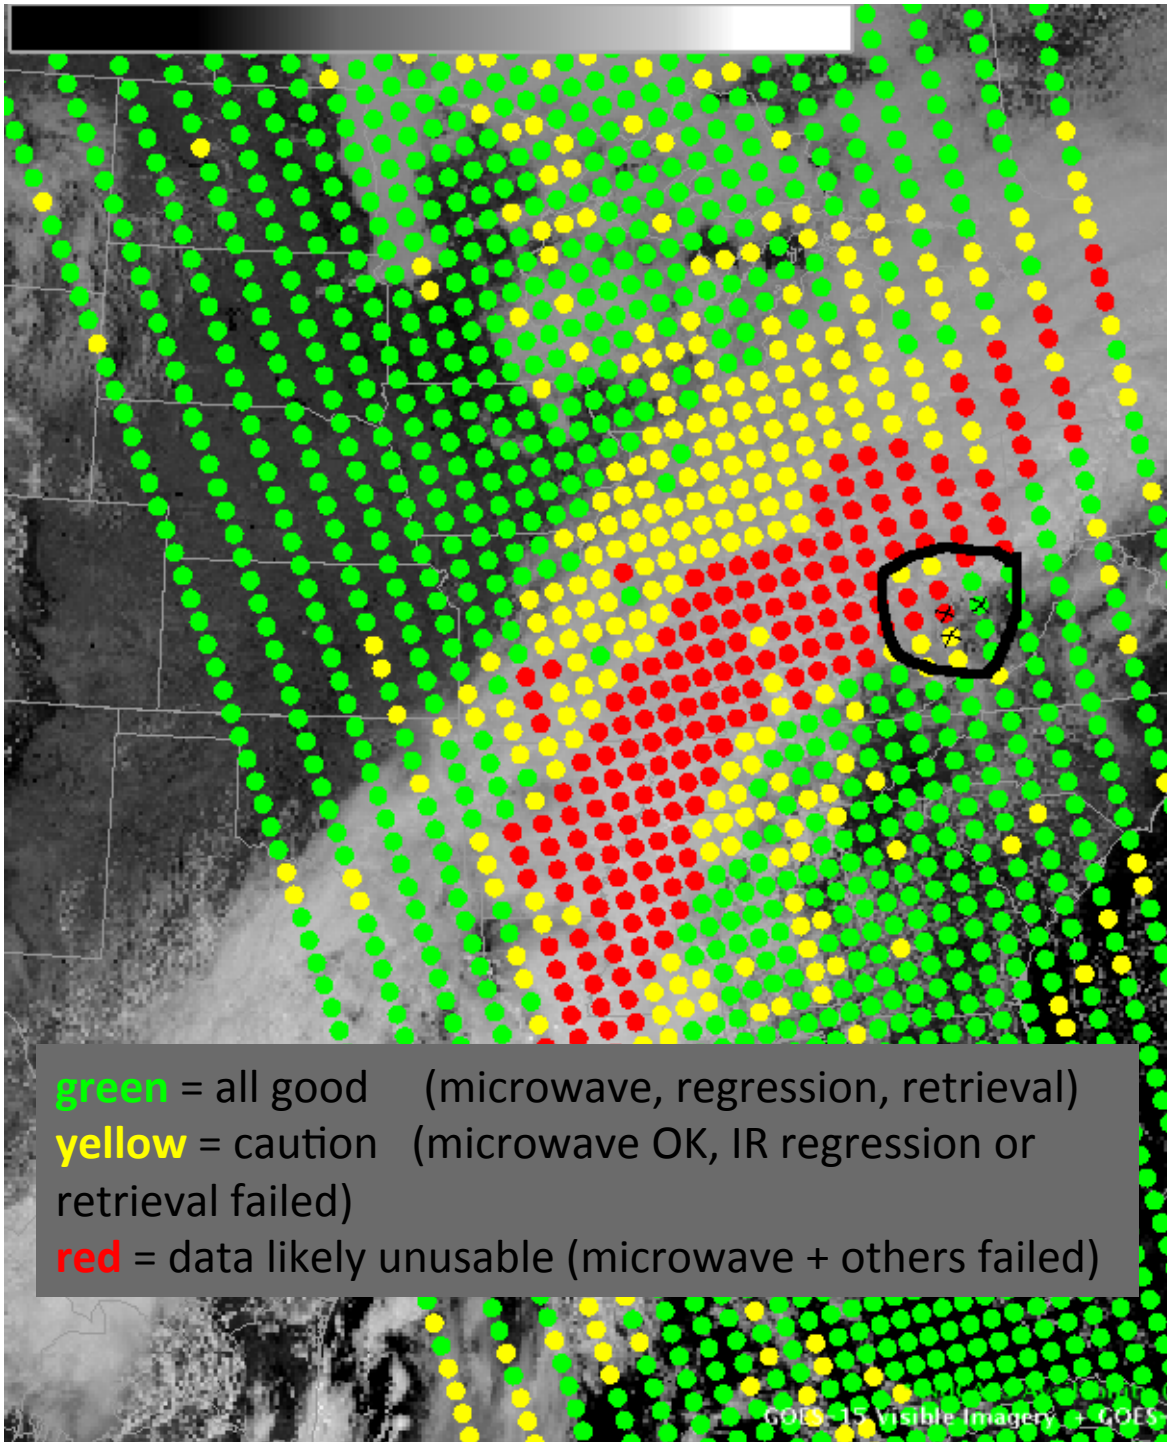 green = all good (microwave, regression, retrieval)
yellow = caution (microwave OK, IR regression or
retrieval failed)
red = data likely unusable (microwave + others failed)
GOES-15 Visible Imagery + GOES-